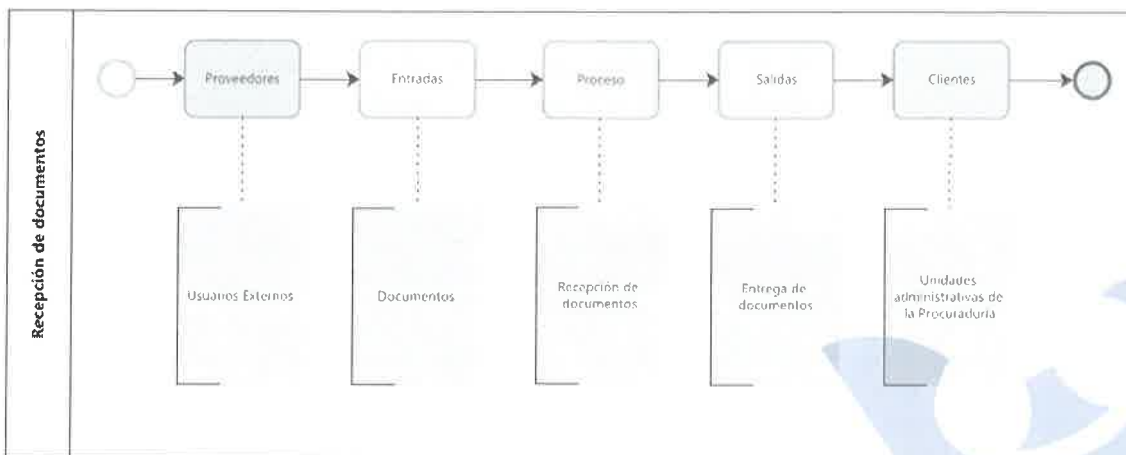 Recepción de documentos
Proveedores
Entradas
Proceso
Salidas
Clientes
Usuarios Externos
Documentos
Recepción de
documentos
Entrega de
documentos
Unidades
administrativas de
la Procuraduría